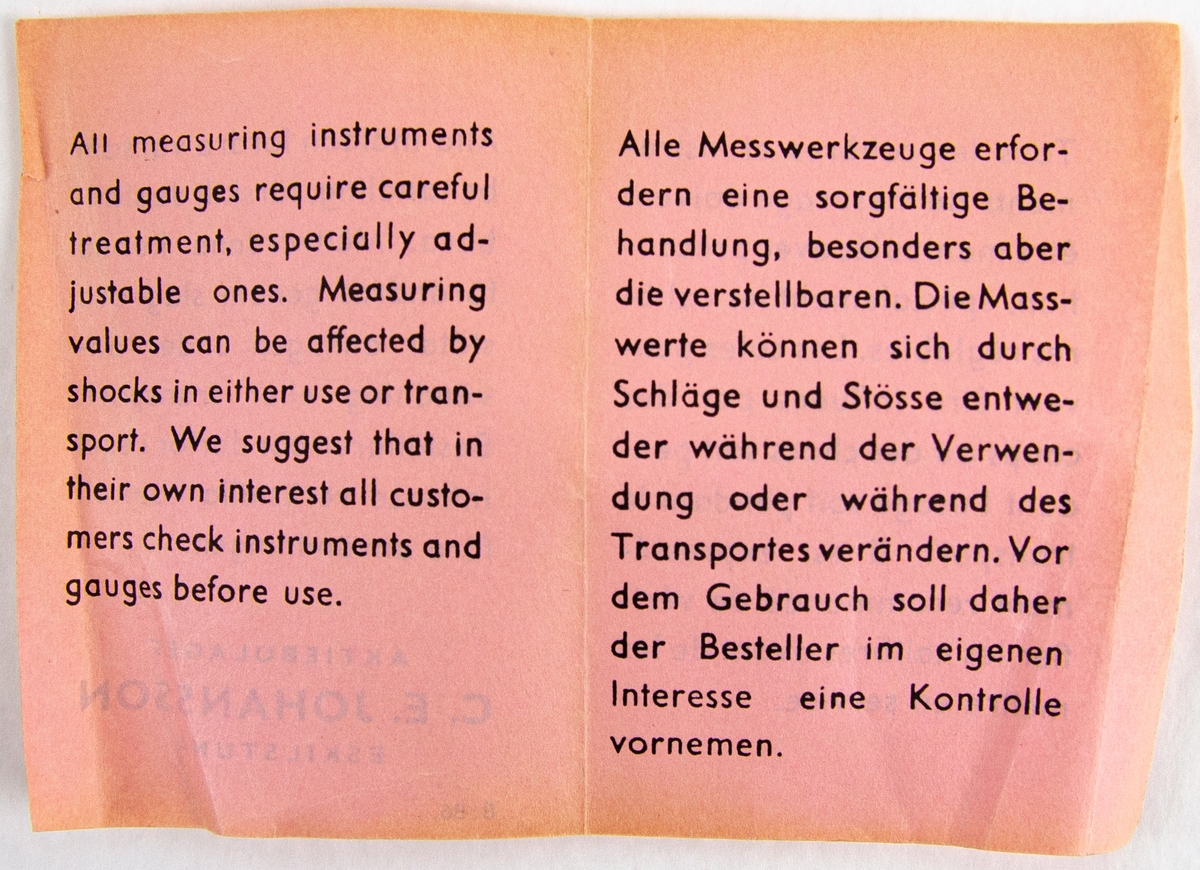 All measuring instruments
and gauges require careful
treatment, especially ad-
justable ones. Measuring
values can be affected by
shocks in either use or tran-
sport. We suggest that in
their own interest all custo-
mers check instruments and
gauges before use.
AKTIEBOLAGET
C. E. JOHANSSON
ESKILSTUNA
Alle Messwerkzeuge erfor-
dern eine sorgfältige Be-
handlung, besonders aber
die verstellbaren. Die Mass-
werte können sich durch
Schläge und Stösse entwe-
der während der Verwen-
dung oder während des
Transportes verändern. Vor
dem Gebrauch soll daher
der Besteller im eigenen
Interesse eine Kontrolle
vornemen.